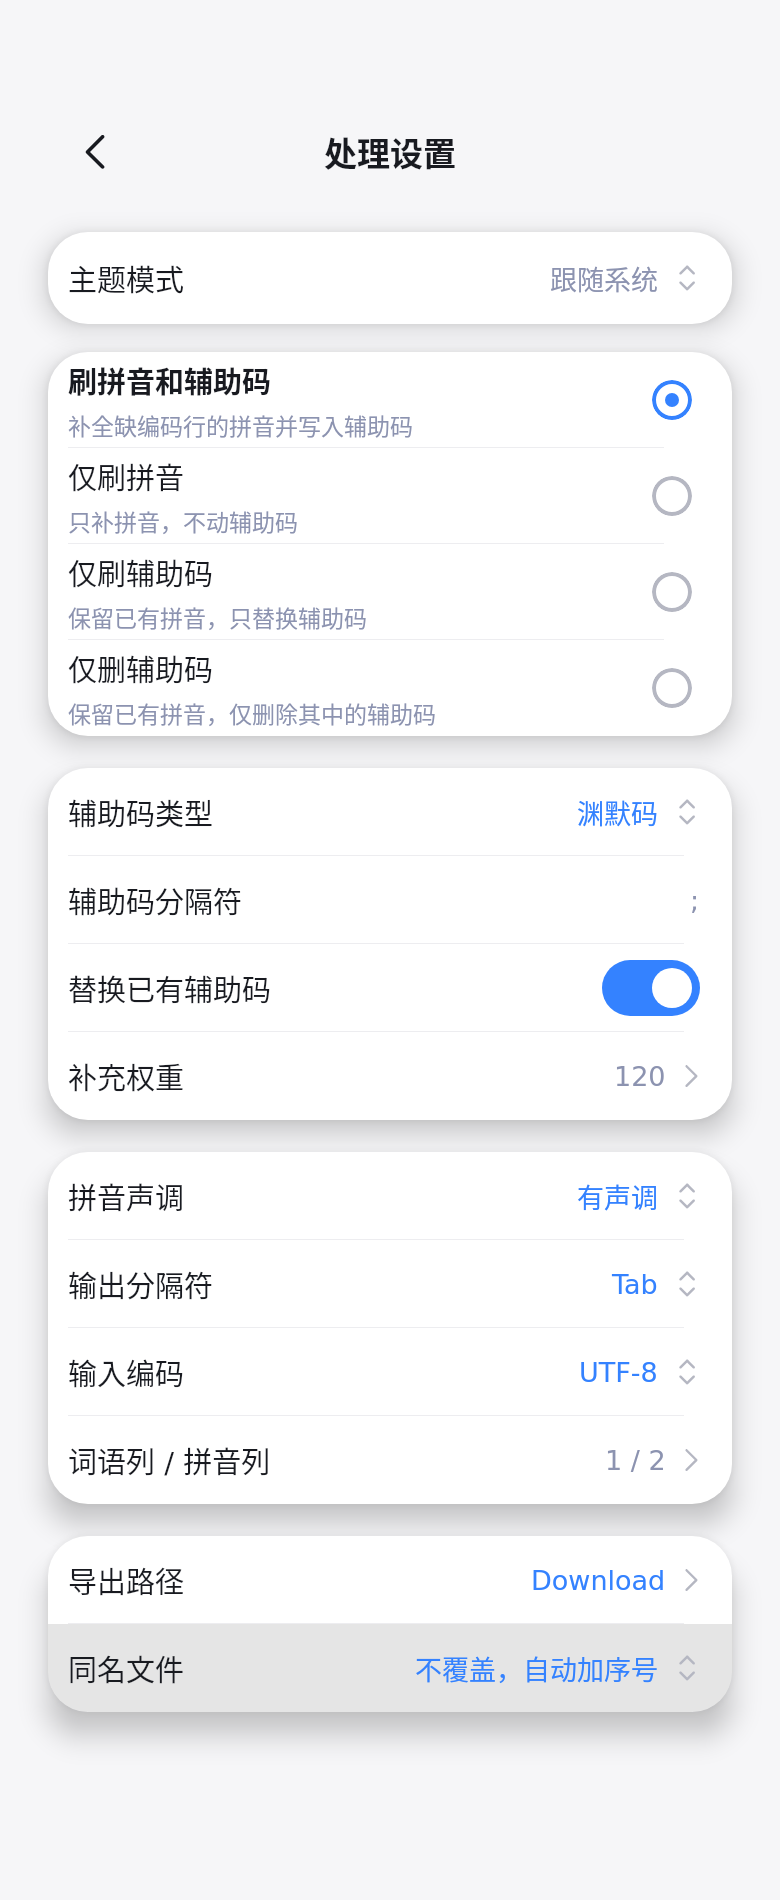 处理设置
主题模式 跟随系统
刷拼音和辅助码
补全缺编码行的拼音并写入辅助码
仅刷拼音
只补拼音，不动辅助码
仅刷辅助码
保留已有拼音，只替换辅助码
仅删辅助码
保留已有拼音，仅删除其中的辅助码
辅助码类型 渊默码
辅助码分隔符 ;
替换已有辅助码
补充权重 120
拼音声调 有声调
输出分隔符 Tab
输入编码 UTF-8
词语列 / 拼音列 1 / 2
导出路径 Download
同名文件 不覆盖，自动加序号